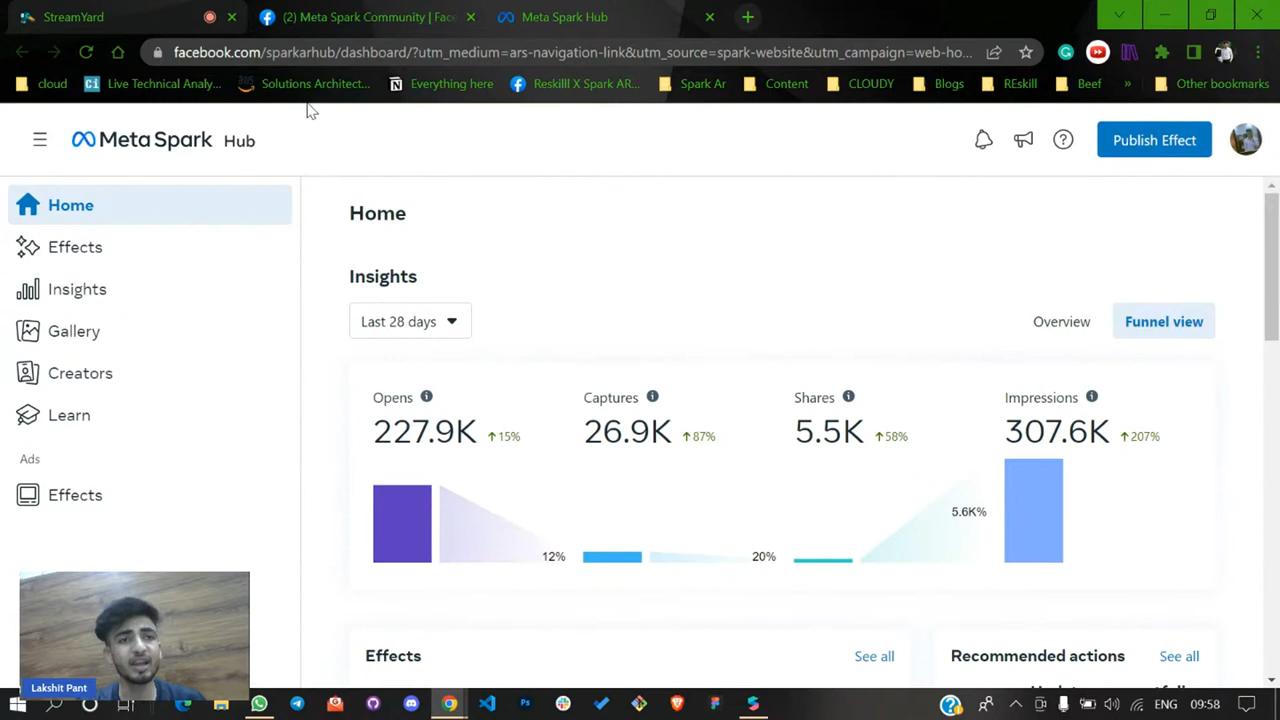 StreamYard
(2) Meta Spark Community | Fac
Meta Spark Hub
facebook.com/sparkarhub/dashboard/?utm_medium=ars-navigation-link&utm_source=spark-website&utm_campaign=web-ho...
cloud
Live Technical Analy...
Solutions Architect...
Everything here
Reskilll X Spark AR...
Spark Ar
Content
CLOUDY
Blogs
REskill
Beef
»
Other bookmarks
Meta Spark Hub
Publish Effect
Home
Effects
Insights
Gallery
Creators
Learn
Ads
Effects
Home
Insights
Last 28 days
Overview
Funnel view
Opens
Captures
Shares
Impressions
227.9K 15%
26.9K 87%
5.5K 58%
307.6K 207%
12%
20%
5.6K%
Effects
See all
Recommended actions
See all
Lakshit Pant
ENG
09:58